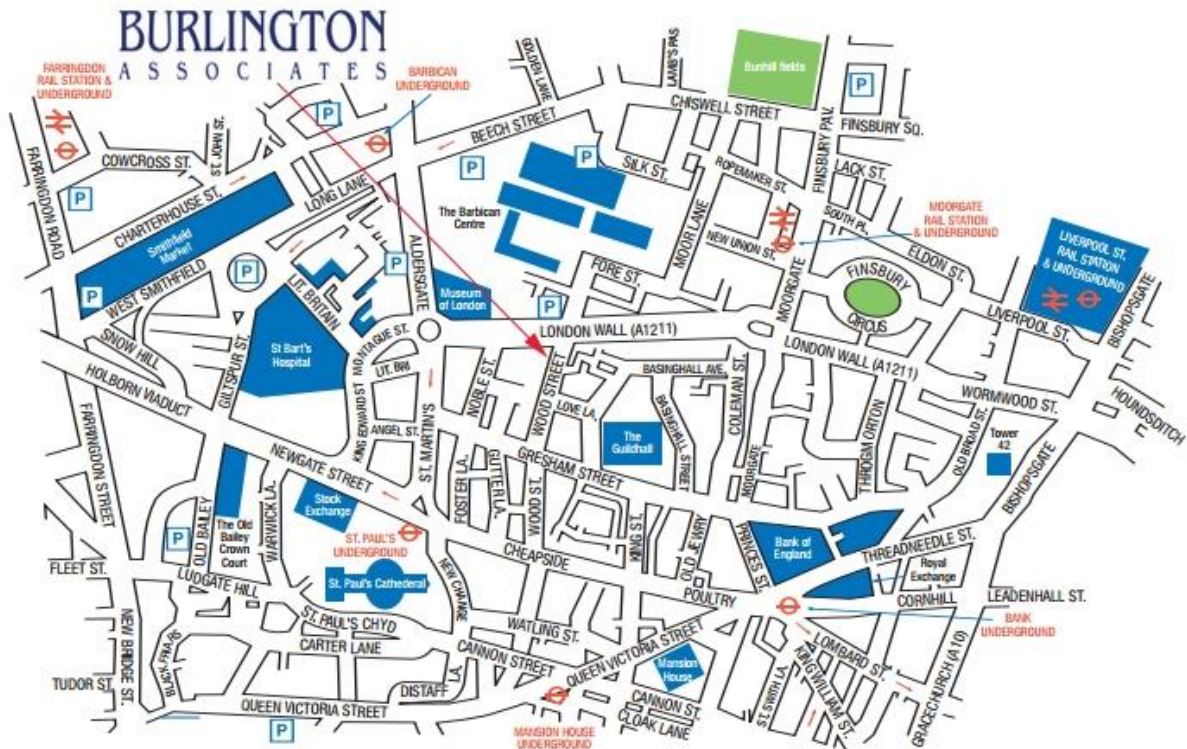 BURLINGTON
ASSOCIATES
FARRINGDON
RAIL STATION &
UNDERGROUND
BARBICAN
UNDERGROUND
GOLDEN LANE
LAMB'S PAS
Bunhill fields
P
P
CHISWELL STREET
FINSBURY PAV.
FINSBURY SQ.
BEECH STREET
COWCROSS ST.
ST. JOHN ST.
P
P
SILK ST.
ROPEMAKER ST.
LACK ST.
FARRINGDON ROAD
P
CHARTERHOUSE ST.
LONG LANE
The Barbican
Centre
MOOR LANE
SOUTH PL.
MOORGATE
RAIL STATION
& UNDERGROUND
Smithfield
Market
NEW UNION ST.
ELDON ST.
LIVERPOOL ST.
RAIL STATION
& UNDERGROUND
WEST SMITHFIELD
P
P
P
ALDERSGATE
Museum
of London
P
FORE ST.
MOORGATE
FINSBURY
CIRCUS
LIVERPOOL ST.
BISHOPSGATE
LIT. BRITAIN
SNOW HILL
GILTSPUR ST.
St Bart's
Hospital
MONTAGUE ST.
LIT. BRI
LONDON WALL (A1211)
LONDON WALL (A1211)
HOLBORN VIADUCT
NOBLE ST.
WOOD STREET
BASINGHALL AVE.
COLEMAN ST.
WORMWOOD ST.
HOUNDSDITCH
FARRINGDON STREET
KING EDWARD ST
ANGEL ST.
ST. MARTIN'S
LOVE LA.
The
Guildhall
BASINGHALL STREET
THROGMORTON
OLD BROAD ST.
Tower
42
BISHOPSGATE
NEWGATE STREET
GRESHAM STREET
MOORGATE
FOSTER LA.
GUTTER LA.
WOOD ST.
Stock
Exchange
OLD BAILEY
The Old
Bailey
Crown
Court
WARWICK LA.
P
ST. PAUL'S
UNDERGROUND
CHEAPSIDE
KING ST.
OLD JEWRY
PRINCES ST.
Bank of
England
THREADNEEDLE ST.
Royal
Exchange
FLEET ST.
LUDGATE HILL
St. Paul's Cathederal
NEW CHANGE
POULTRY
CORNHILL
LEADENHALL ST.
BANK
UNDERGROUND
NEW BRIDGE ST.
BLACK FRIARS
ST. PAUL'S CHYD
CARTER LANE
WATLING ST.
CANNON STREET
QUEEN VICTORIA STREET
Mansion
House
LOMBARD ST.
KING WILLIAM ST.
GRACECHURCH (A10)
TUDOR ST.
DISTAFF LA.
QUEEN VICTORIA STREET
P
CANNON ST.
CLOAK LANE
MANSION HOUSE
UNDERGROUND